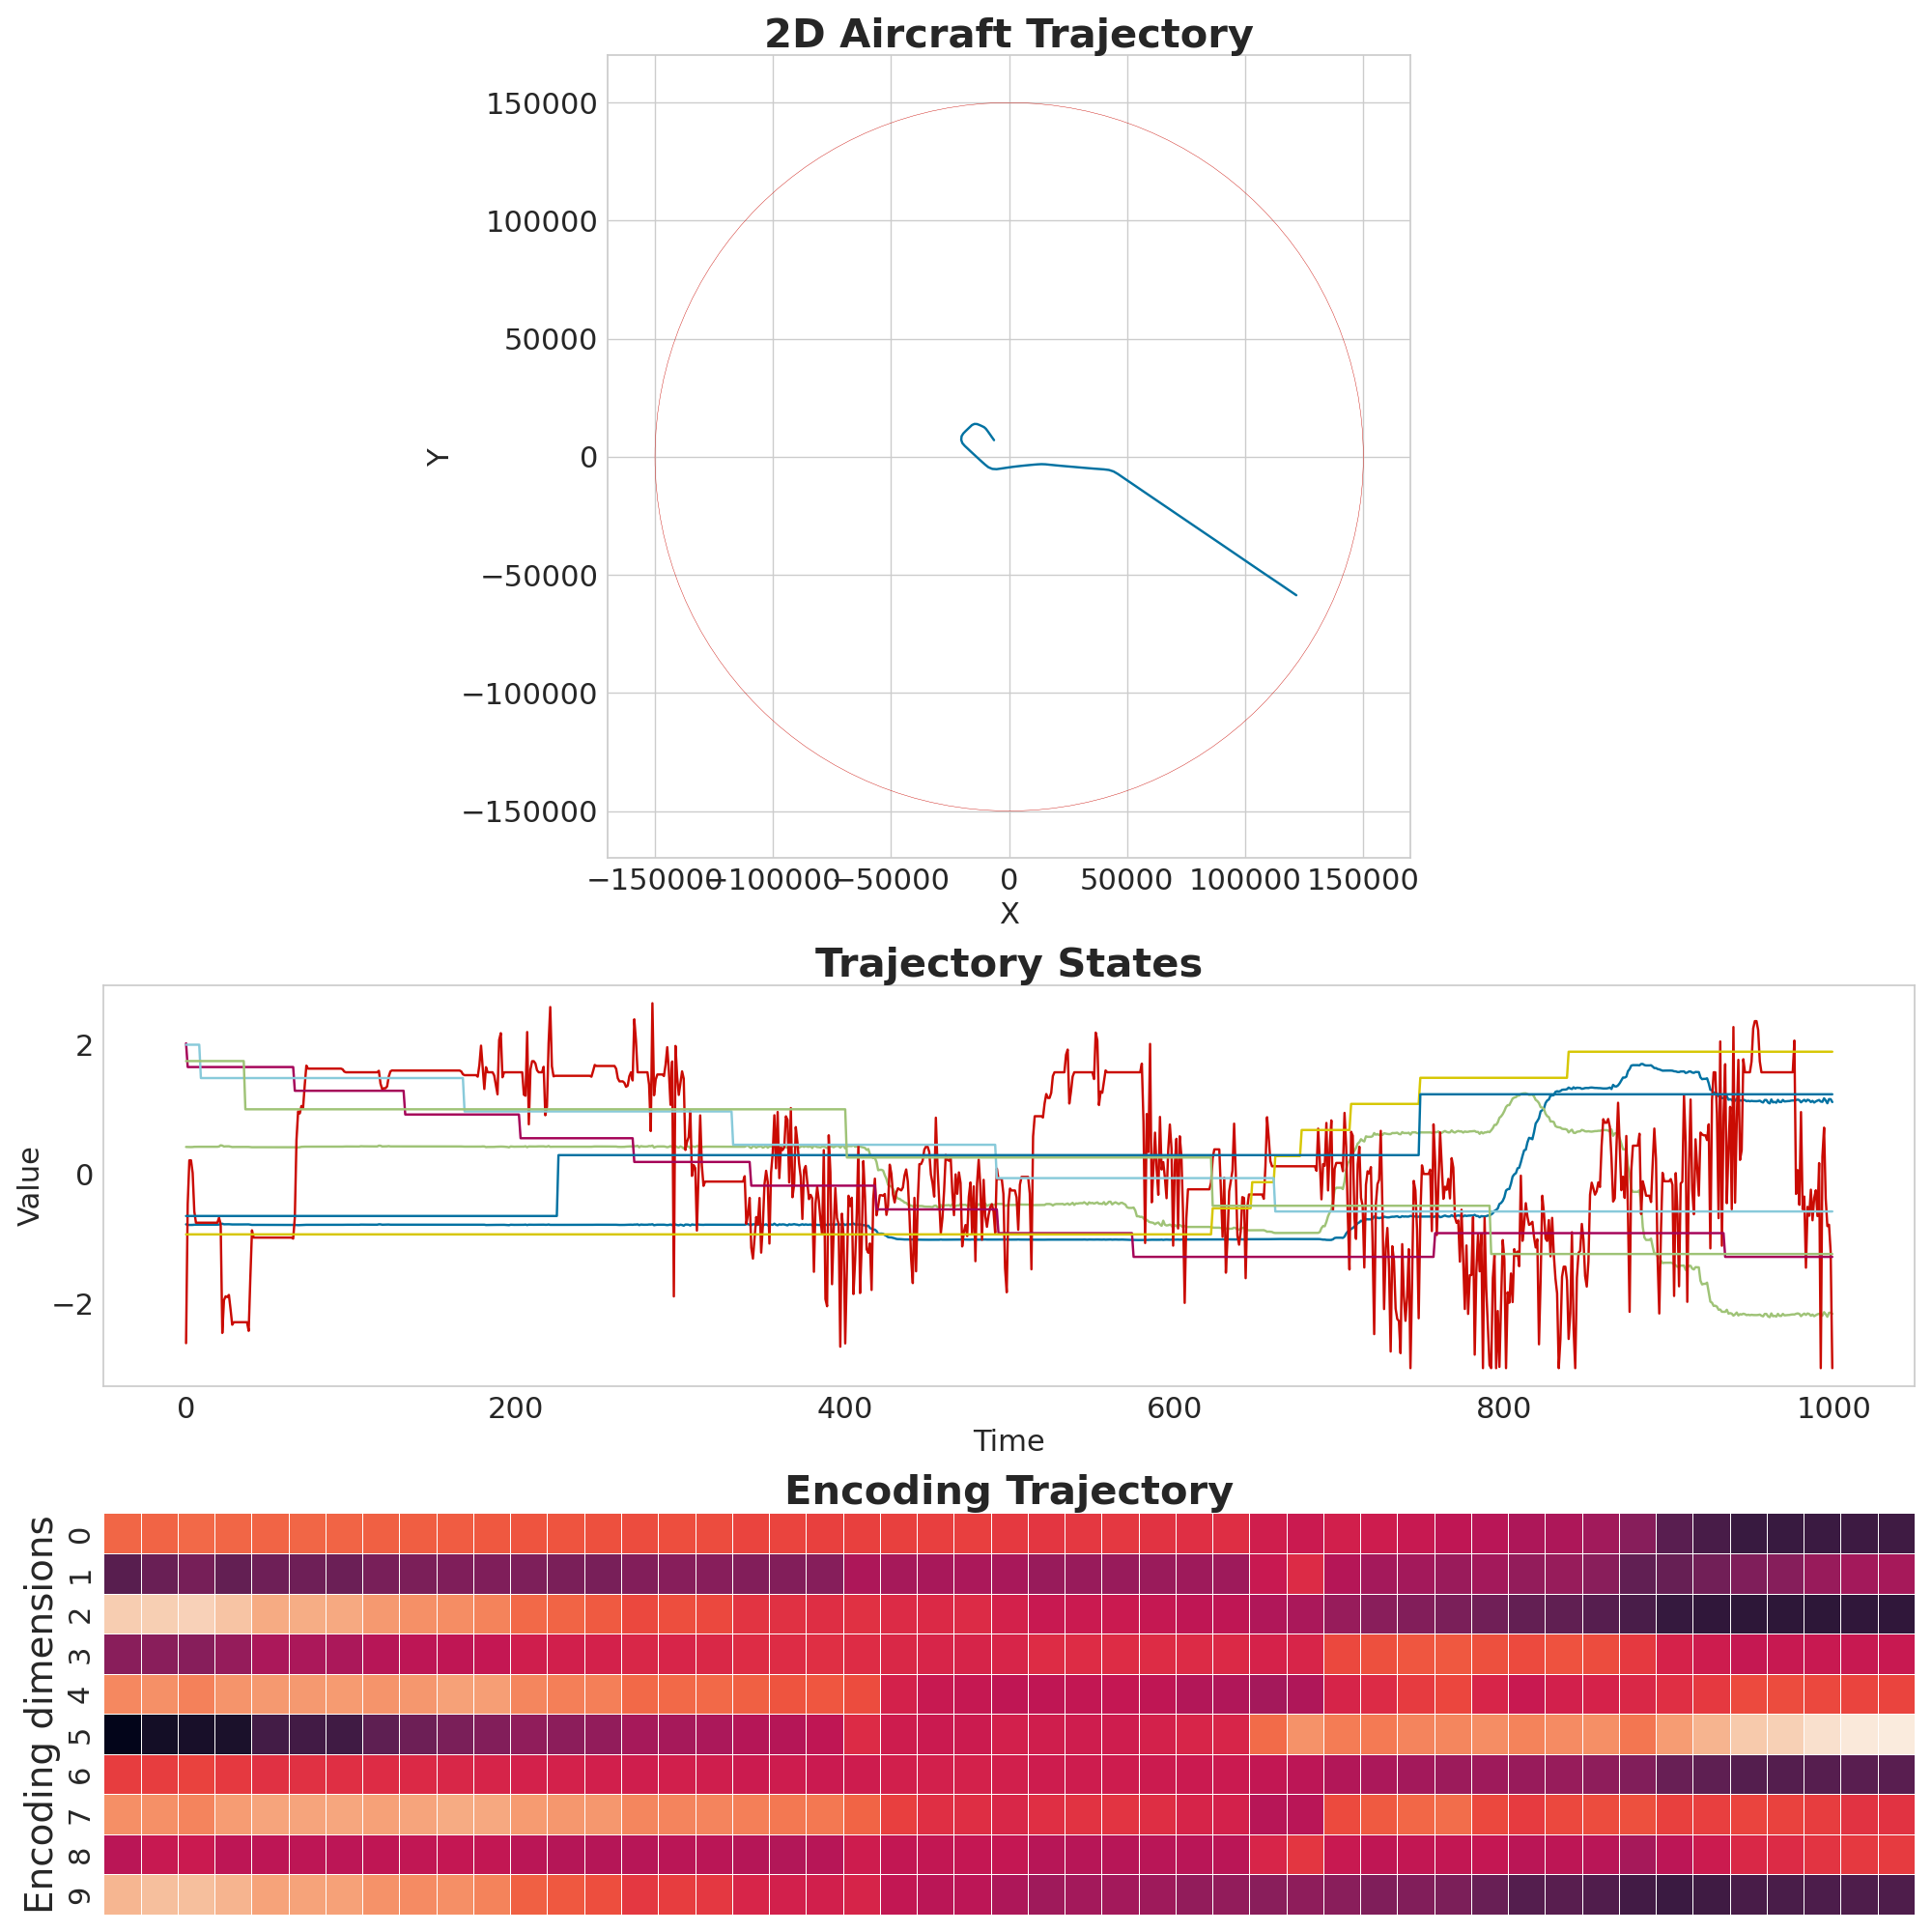 2D Aircraft Trajectory
150000
100000
50000
0
−50000
−100000
−150000
Y
−150000 −100000 −50000 0 50000 100000 150000
X
Trajectory States
2
0
−2
Value
0 200 400 600 800 1000
Time
Encoding Trajectory
Encoding dimensions
0
1
2
3
4
5
6
7
8
9